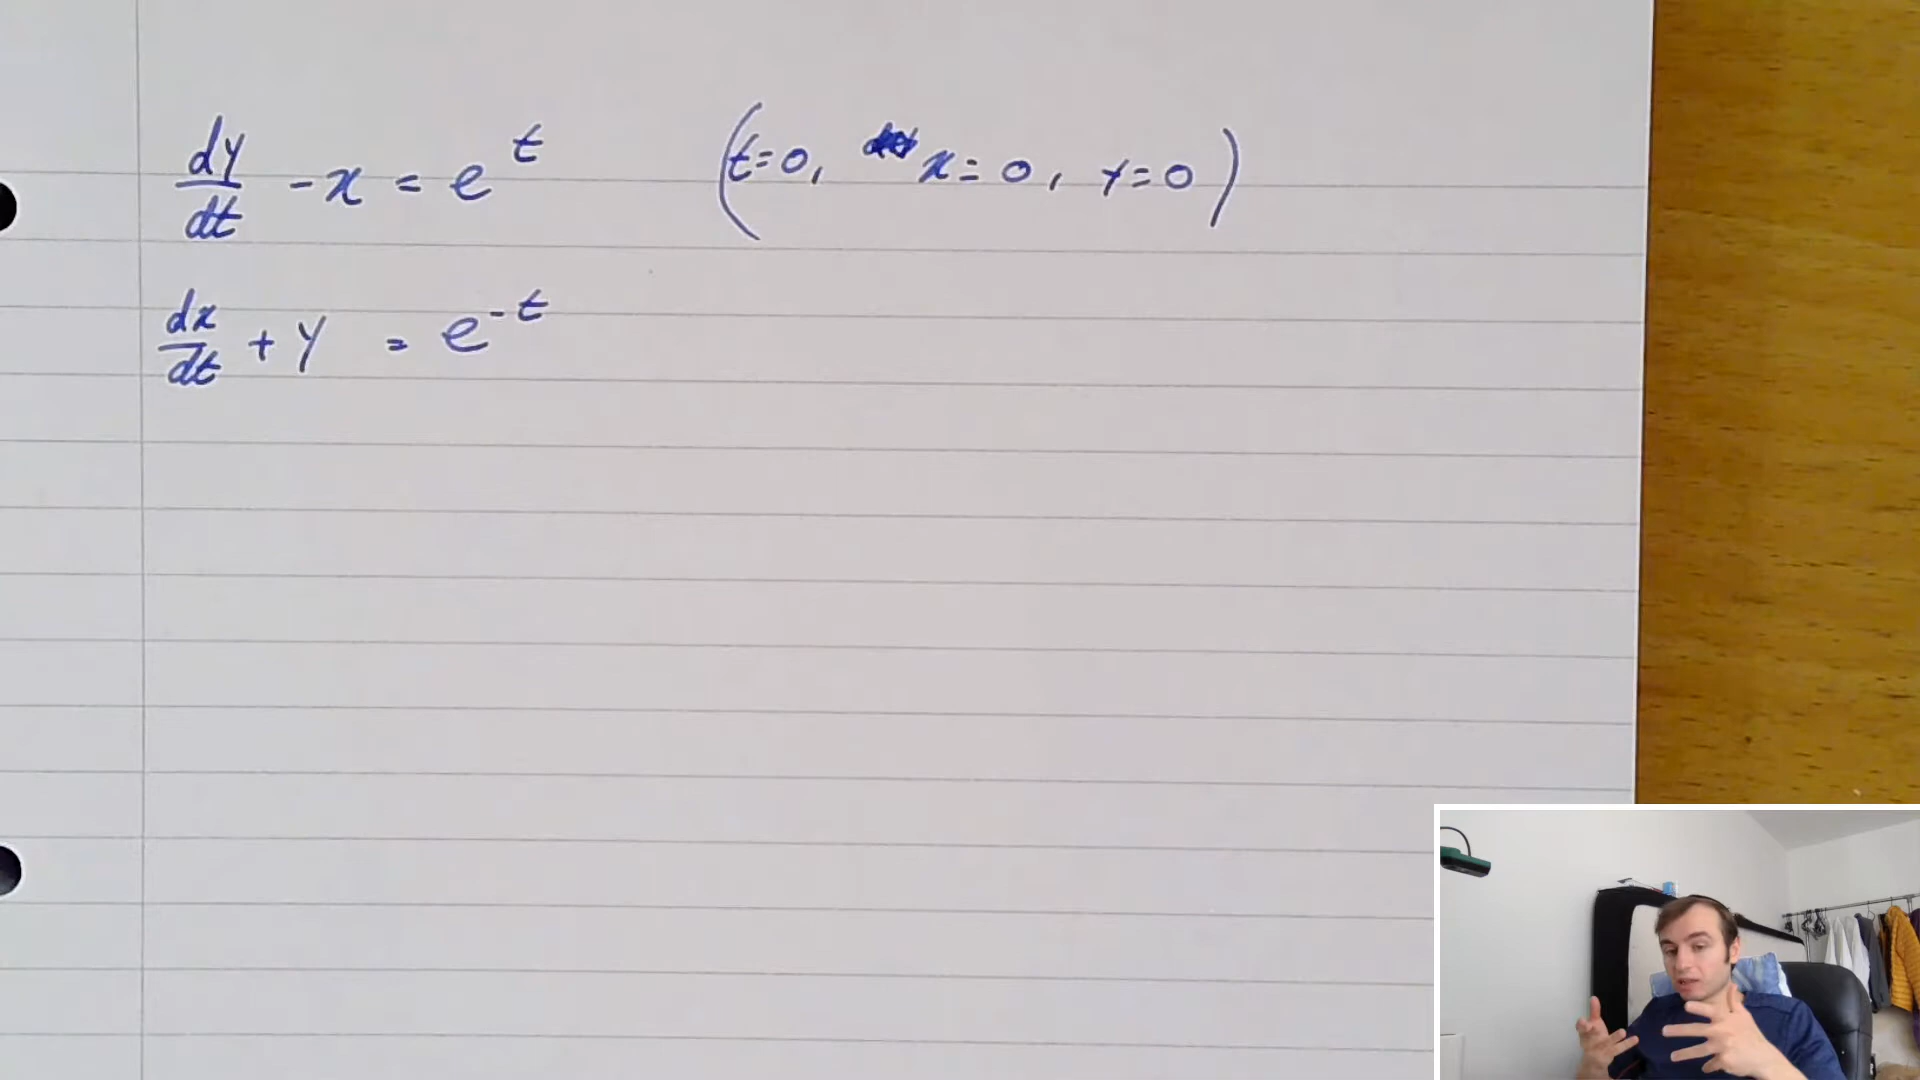 dy/dt - x = e^t (t=0, x=0, y=0)
dx/dt + y = e^-t